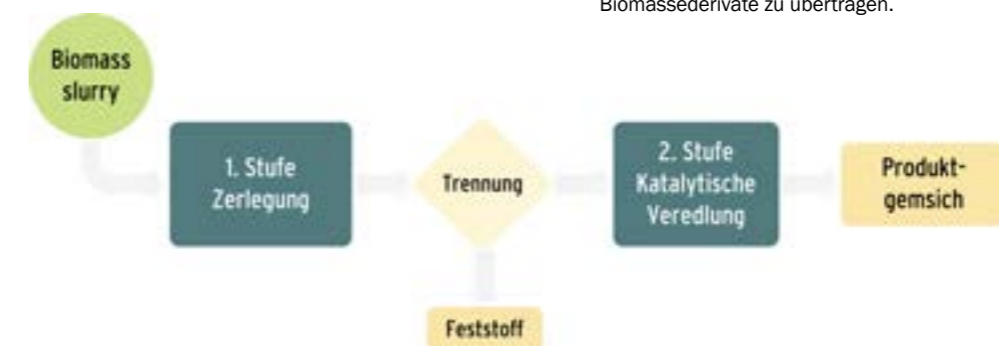 Biomassederivate zu übertragen.
Biomass
slurry
1. Stufe
Zerlegung
Trennung
2. Stufe
Katalytische
Veredlung
Produkt-
gemsich
Feststoff